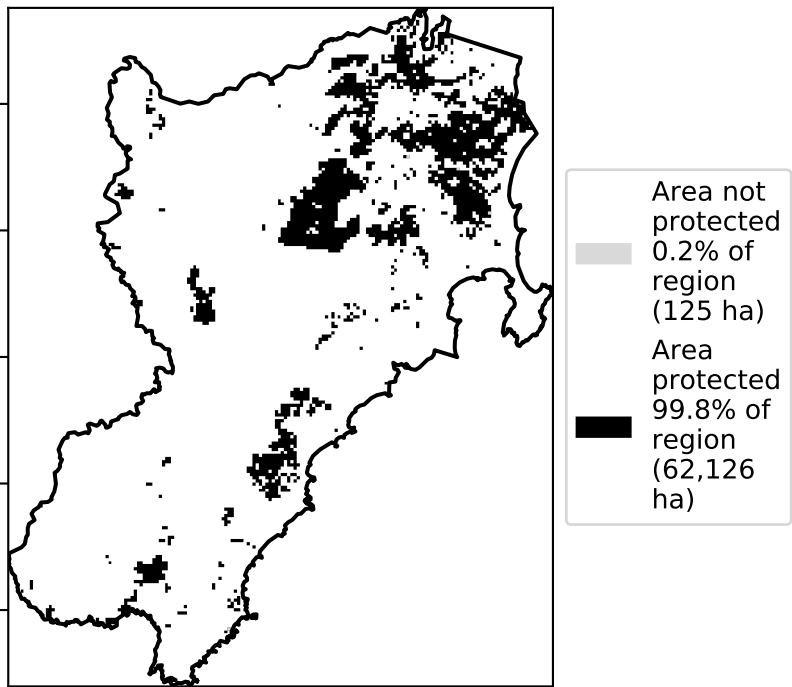 Area not
protected
0.2% of
region
(125 ha)
Area
protected
99.8% of
region
(62,126
ha)